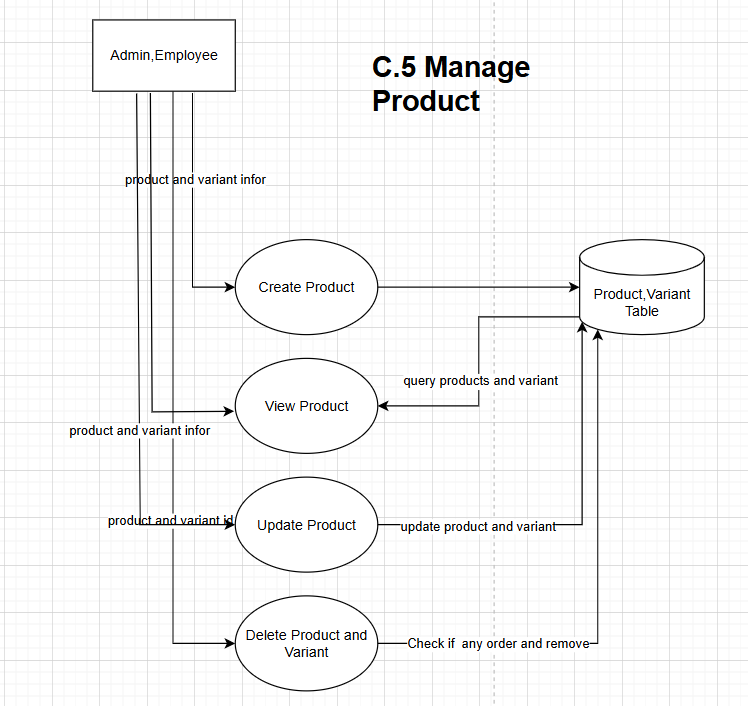 Admin,Employee
C.5 Manage
Product
product and variant infor
Create Product
Product,Variant
Table
query products and variant
View Product
product and variant infor
product and variant id
Update Product
update product and variant
Delete Product and
Variant
Check if any order and remove